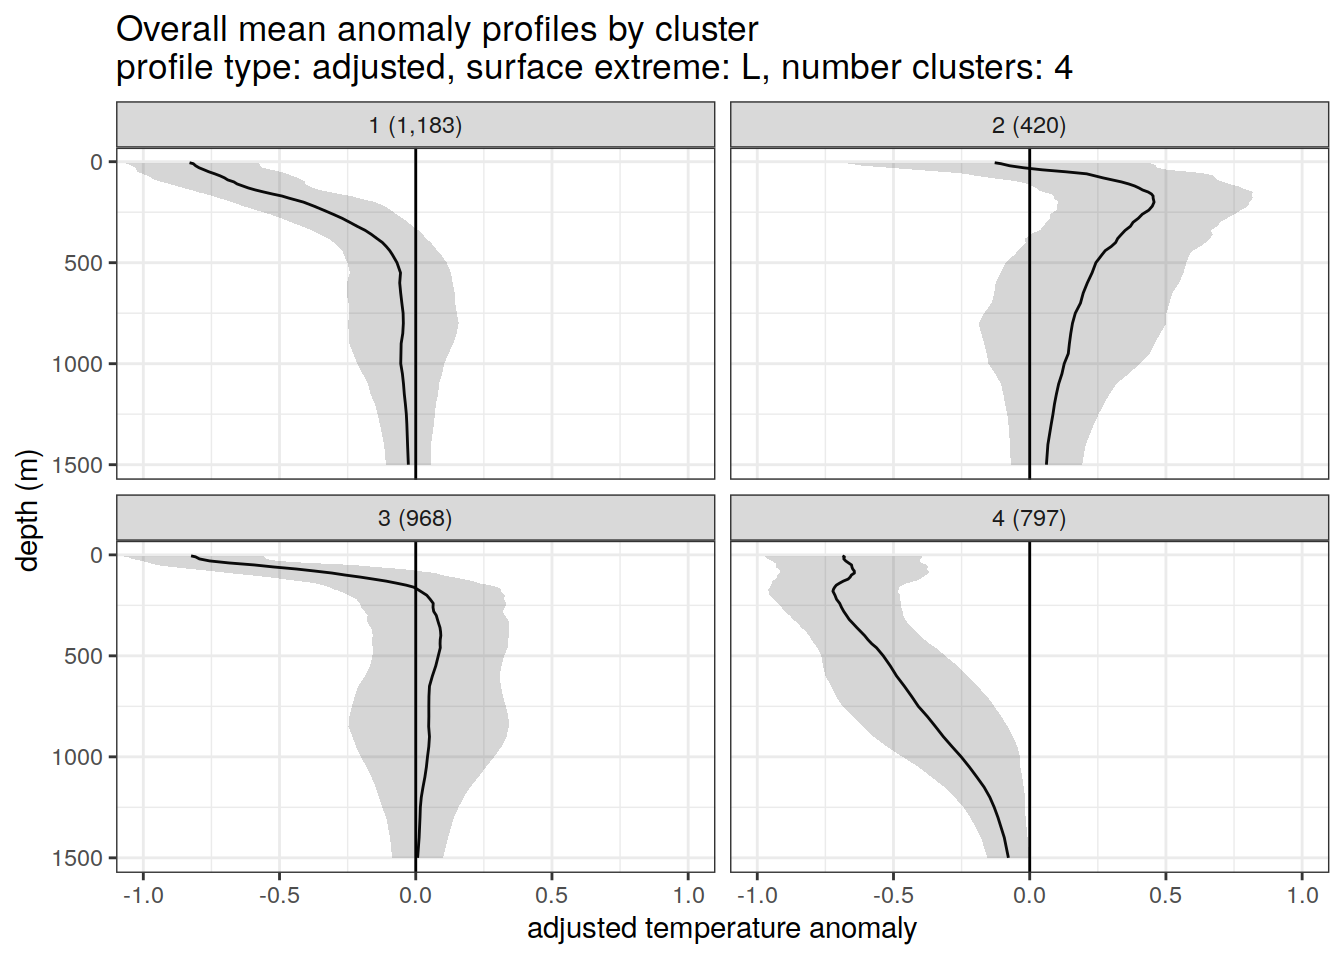 Overall mean anomaly profiles by cluster
profile type: adjusted, surface extreme: L, number clusters: 4
1 (1,183)
2 (420)
0
500
1000
1500
3 (968)
4 (797)
0
500
1000
1500
depth (m)
-1.0 -0.5 0.0 0.5 1.0
-1.0 -0.5 0.0 0.5 1.0
adjusted temperature anomaly